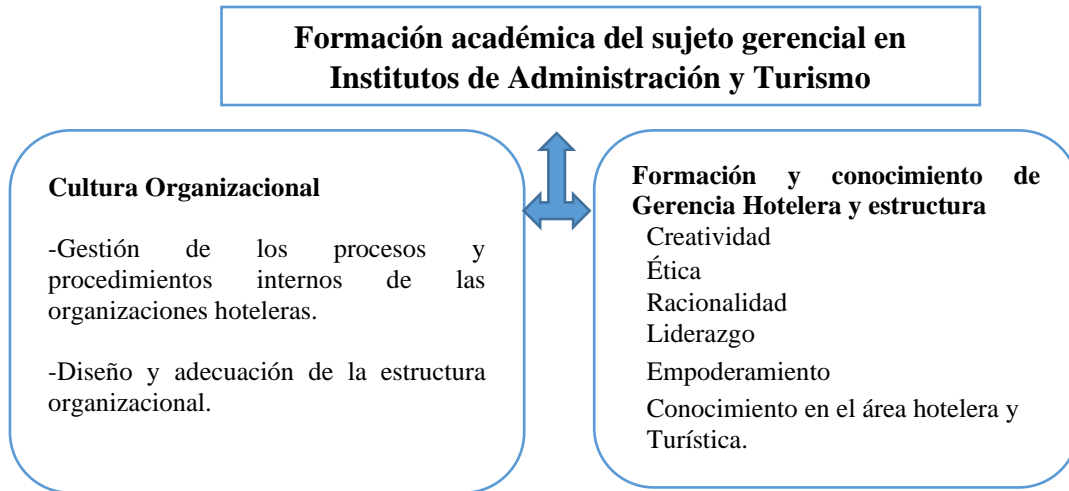 Formación académica del sujeto gerencial en
Institutos de Administración y Turismo
Cultura Organizacional
-Gestión de los procesos y
procedimientos internos de las
organizaciones hoteleras.
-Diseño y adecuación de la estructura
organizacional.
Formación y conocimiento de
Gerencia Hotelera y estructura
Creatividad
Ética
Racionalidad
Liderazgo
Empoderamiento
Conocimiento en el área hotelera y
Turística.